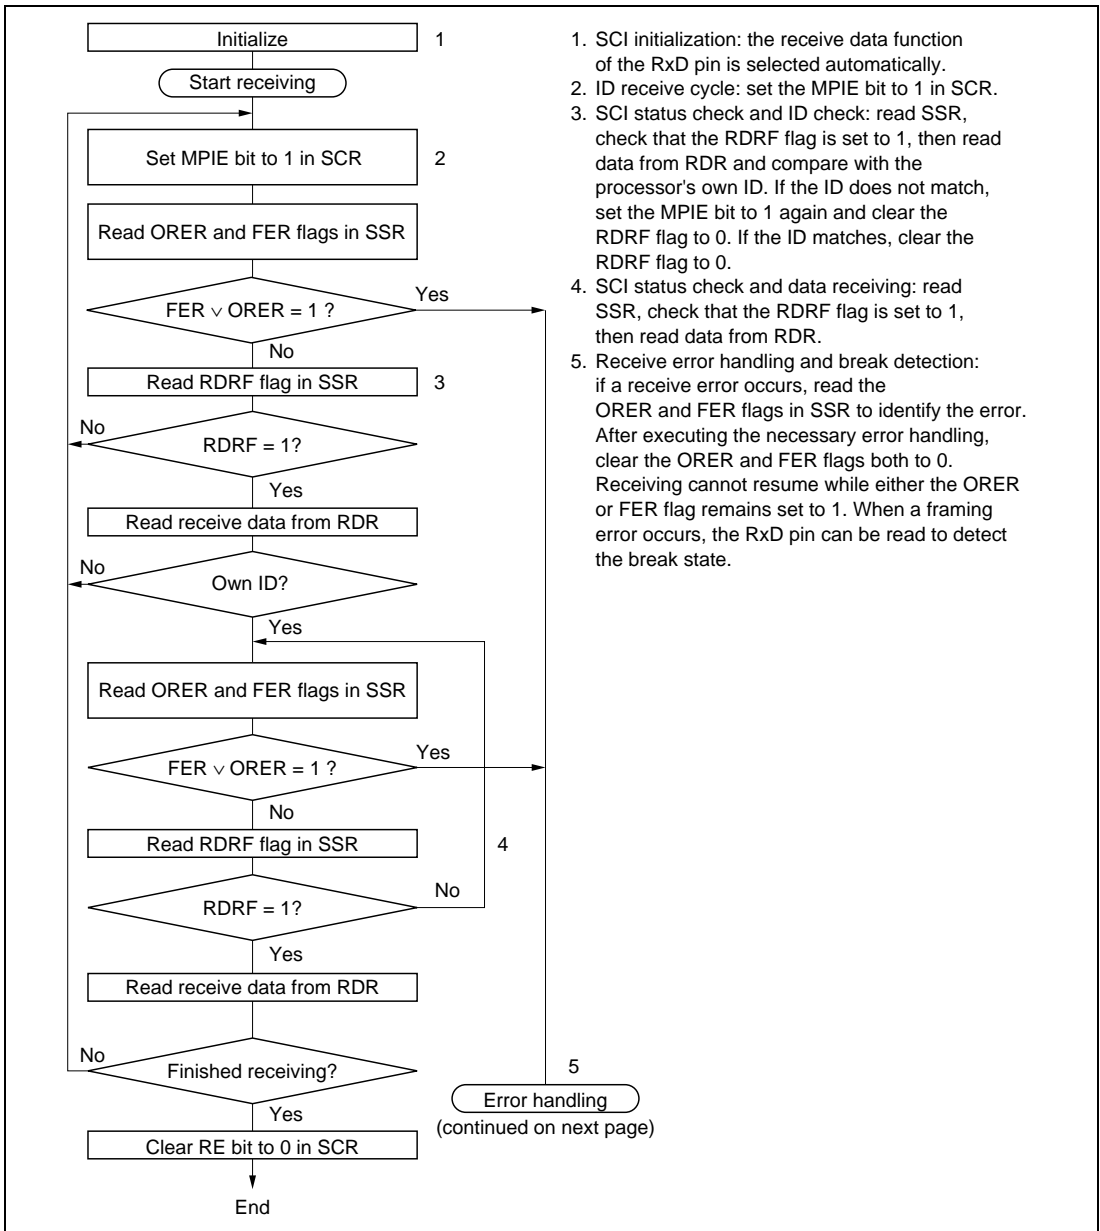 Initialize
1
Start receiving
Set MPIE bit to 1 in SCR
2
Read ORER and FER flags in SSR
FER ∨ ORER = 1 ?
Yes
No
Read RDRF flag in SSR
3
RDRF = 1?
No
Yes
Read receive data from RDR
Own ID?
No
Yes
Read ORER and FER flags in SSR
FER ∨ ORER = 1 ?
Yes
No
Read RDRF flag in SSR
4
RDRF = 1?
No
Yes
Read receive data from RDR
Finished receiving?
No
Yes
Clear RE bit to 0 in SCR
End
5
Error handling
(continued on next page)
1. SCI initialization: the receive data function
of the RxD pin is selected automatically.
2. ID receive cycle: set the MPIE bit to 1 in SCR.
3. SCI status check and ID check: read SSR,
check that the RDRF flag is set to 1, then read
data from RDR and compare with the
processor's own ID. If the ID does not match,
set the MPIE bit to 1 again and clear the
RDRF flag to 0. If the ID matches, clear the
RDRF flag to 0.
4. SCI status check and data receiving: read
SSR, check that the RDRF flag is set to 1,
then read data from RDR.
5. Receive error handling and break detection:
if a receive error occurs, read the
ORER and FER flags in SSR to identify the error.
After executing the necessary error handling,
clear the ORER and FER flags both to 0.
Receiving cannot resume while either the ORER
or FER flag remains set to 1. When a framing
error occurs, the RxD pin can be read to detect
the break state.